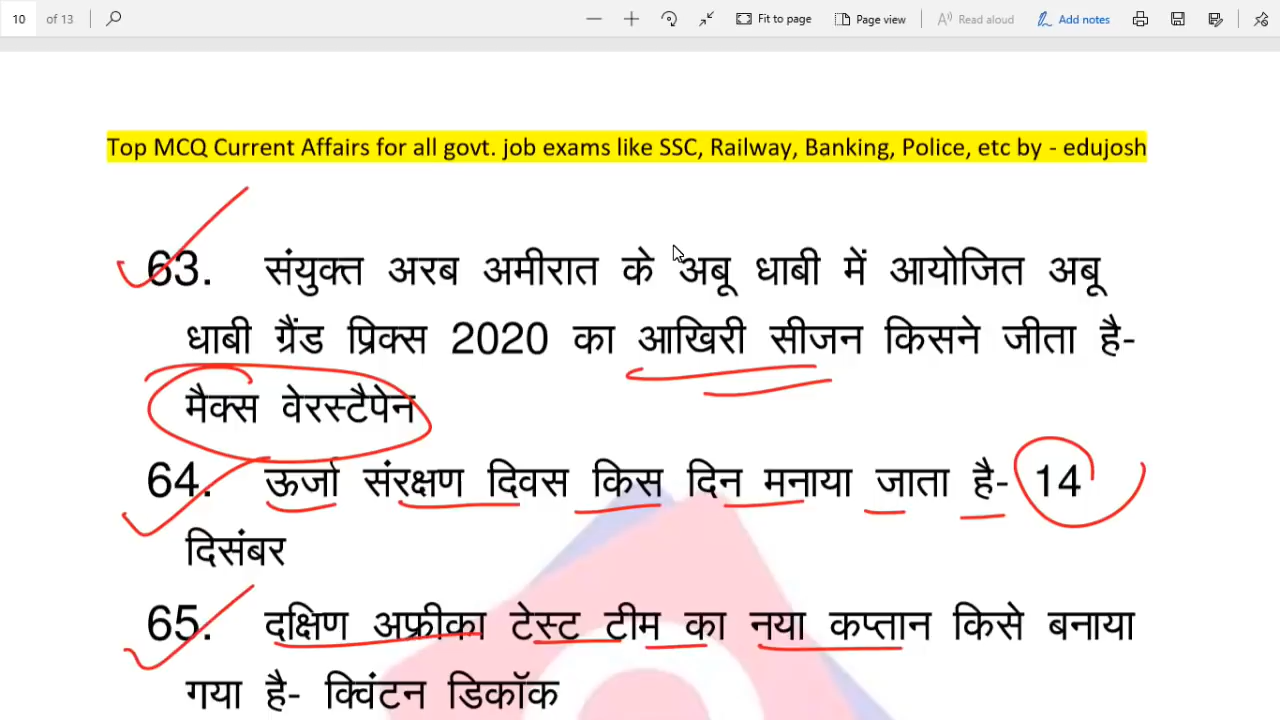 10 of 13 Fit to page Page view Read aloud Add notes
Top MCQ Current Affairs for all govt. job exams like SSC, Railway, Banking, Police, etc by - edujosh
63. संयुक्त अरब अमीरात के अबू धाबी में आयोजित अबू
धाबी ग्रैंड प्रिक्स 2020 का आखिरी सीजन किसने जीता है-
मैक्स वेरस्टैपेन
64. ऊर्जा संरक्षण दिवस किस दिन मनाया जाता है- 14
दिसंबर
65. दक्षिण अफ्रीका टेस्ट टीम का नया कप्तान किसे बनाया
गया है- क्विंटन डिकॉक